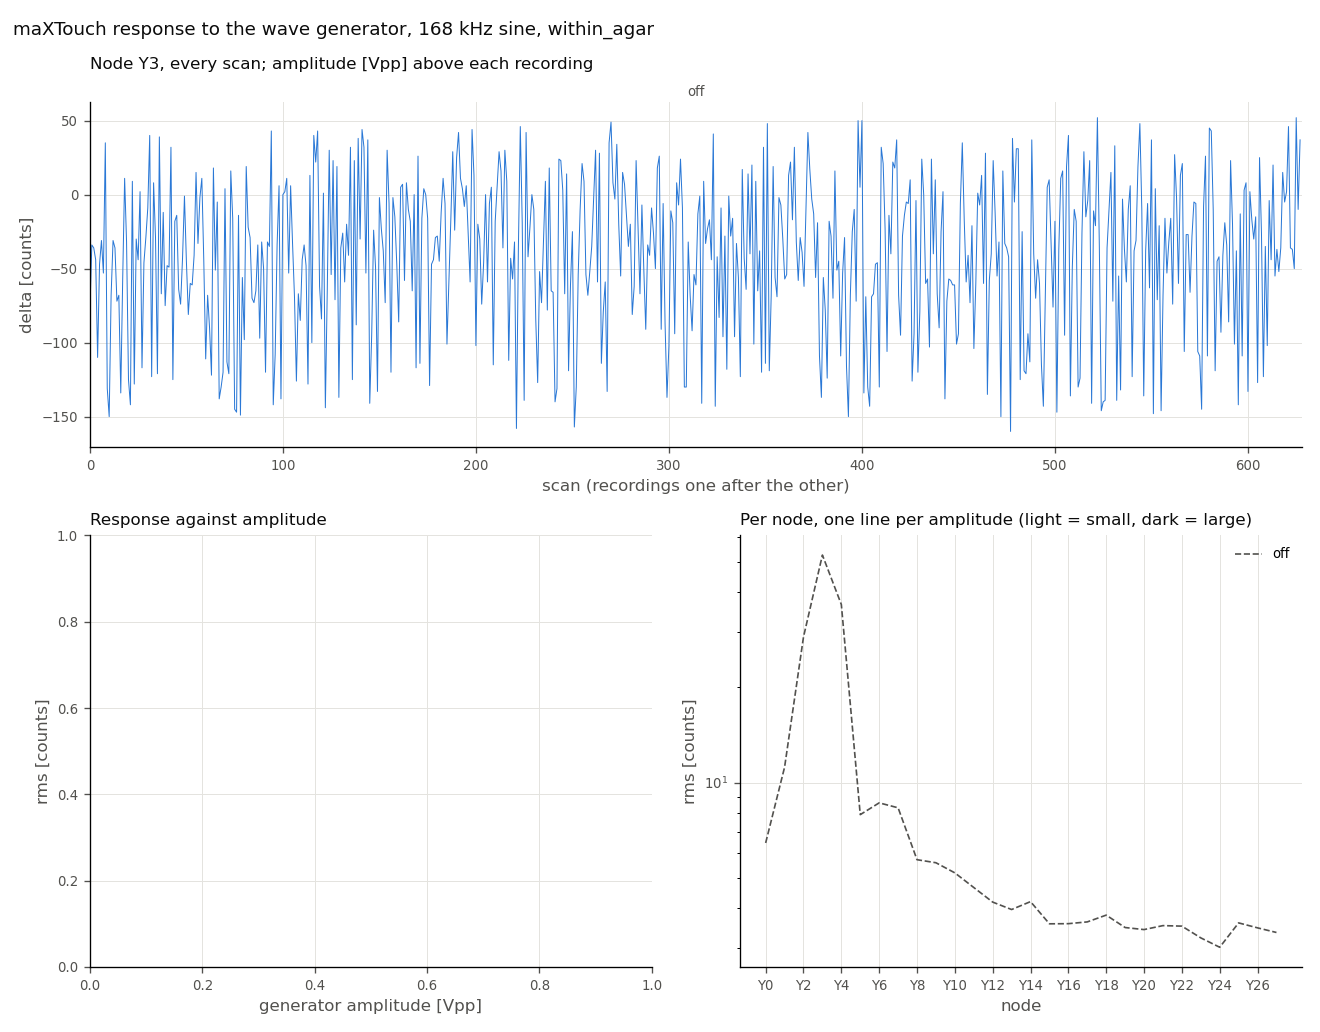 maXTouch response to the wave generator, 168 kHz sine, within_agar
Node Y3, every scan; amplitude [Vpp] above each recording
off
50
0
−50
−100
−150
delta [counts]
0 100 200 300 400 500 600
scan (recordings one after the other)
Response against amplitude
1.0
0.8
0.6
0.4
0.2
0.0
rms [counts]
0.0 0.2 0.4 0.6 0.8 1.0
generator amplitude [Vpp]
Per node, one line per amplitude (light = small, dark = large)
off
10¹
rms [counts]
Y0 Y2 Y4 Y6 Y8 Y10 Y12 Y14 Y16 Y18 Y20 Y22 Y24 Y26
node